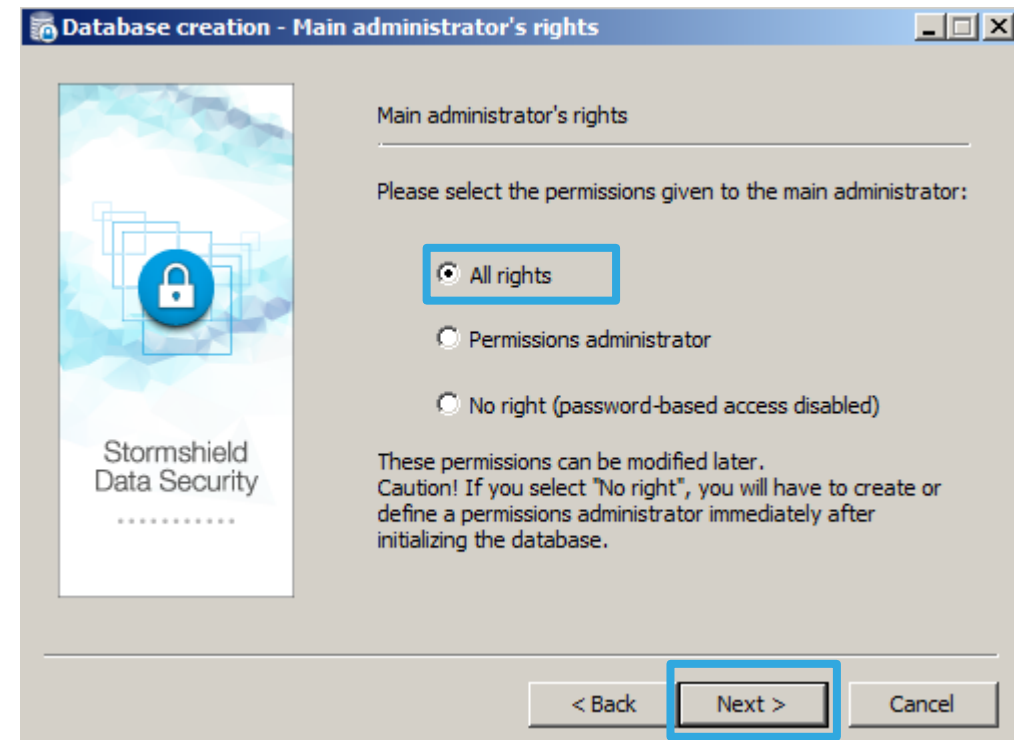 Database creation - Main administrator's rights
Main administrator's rights
Please select the permissions given to the main administrator:
All rights
Permissions administrator
No right (password-based access disabled)
Stormshield
Data Security
These permissions can be modified later.
Caution! If you select "No right", you will have to create or
define a permissions administrator immediately after
initializing the database.
< Back
Next >
Cancel